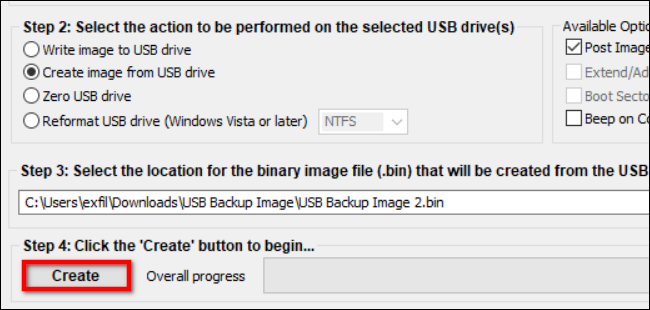 Step 2: Select the action to be performed on the selected USB drive(s)
Write image to USB drive
Create image from USB drive
Zero USB drive
Reformat USB drive (Windows Vista or later) NTFS
Available Optio
Post Image
Extend/Ad
Boot Secto
Beep on Co
Step 3: Select the location for the binary image file (.bin) that will be created from the USB
C:\Users\exfil\Downloads\USB Backup Image\USB Backup Image 2.bin
Step 4: Click the 'Create' button to begin...
Create Overall progress